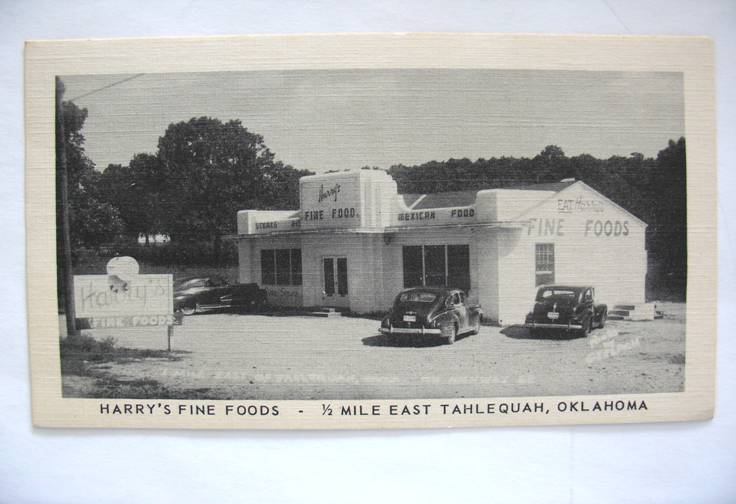 Harry's
FINE FOOD
STEAKS
MEXICAN FOOD
EAT
FINE FOODS
Harry's
FINE FOODS
HARRY'S FINE FOODS - ½ MILE EAST TAHLEQUAH, OKLAHOMA